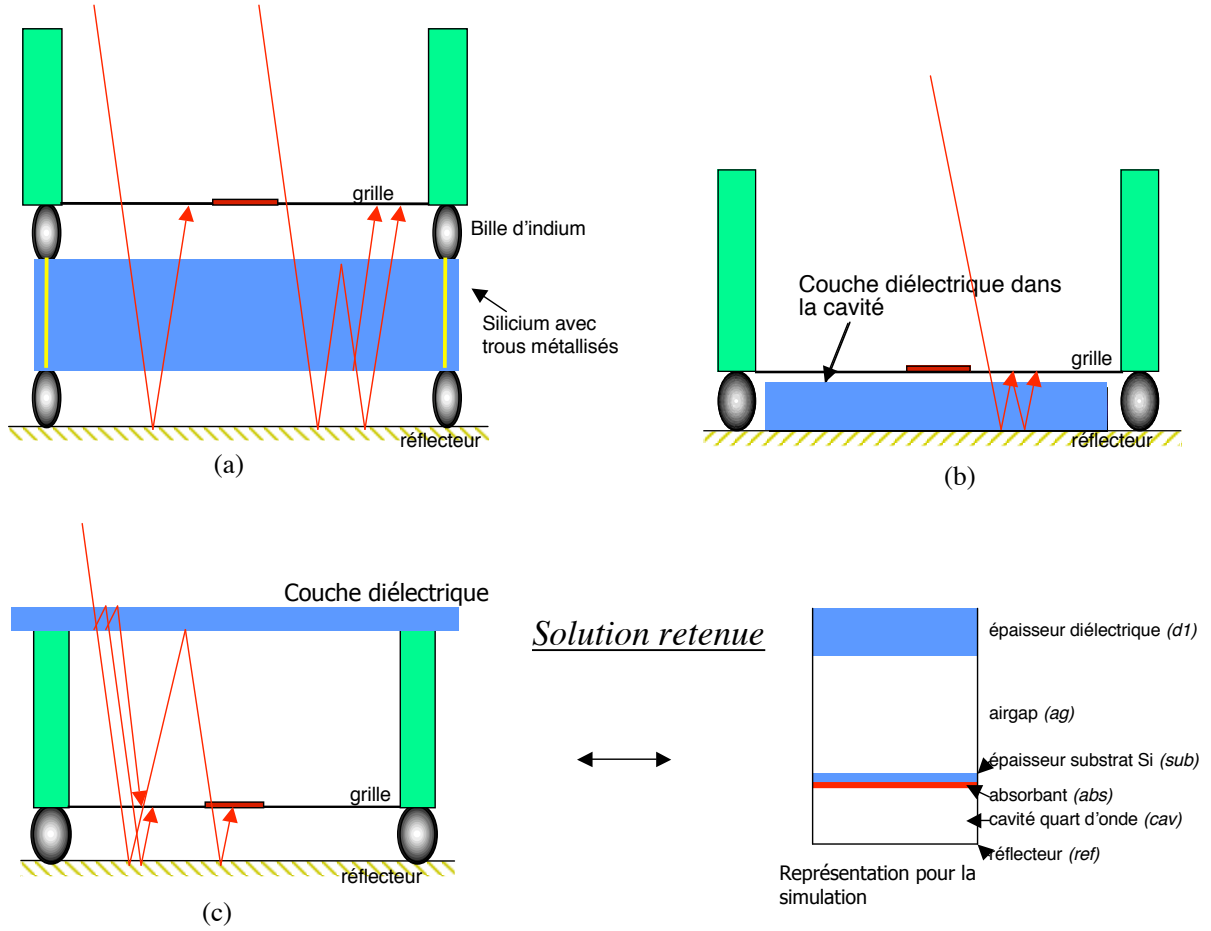 grille
Bille d'indium
Silicium avec
trous métallisés
réflecteur
(a)
Couche diélectrique dans
la cavité
grille
réflecteur
(b)
Couche diélectrique
grille
réflecteur
(c)
Solution retenue
épaisseur diélectrique (d1)
airgap (ag)
épaisseur substrat Si (sub)
absorbant (abs)
cavité quart d'onde (cav)
réflecteur (ref)
Représentation pour la
simulation